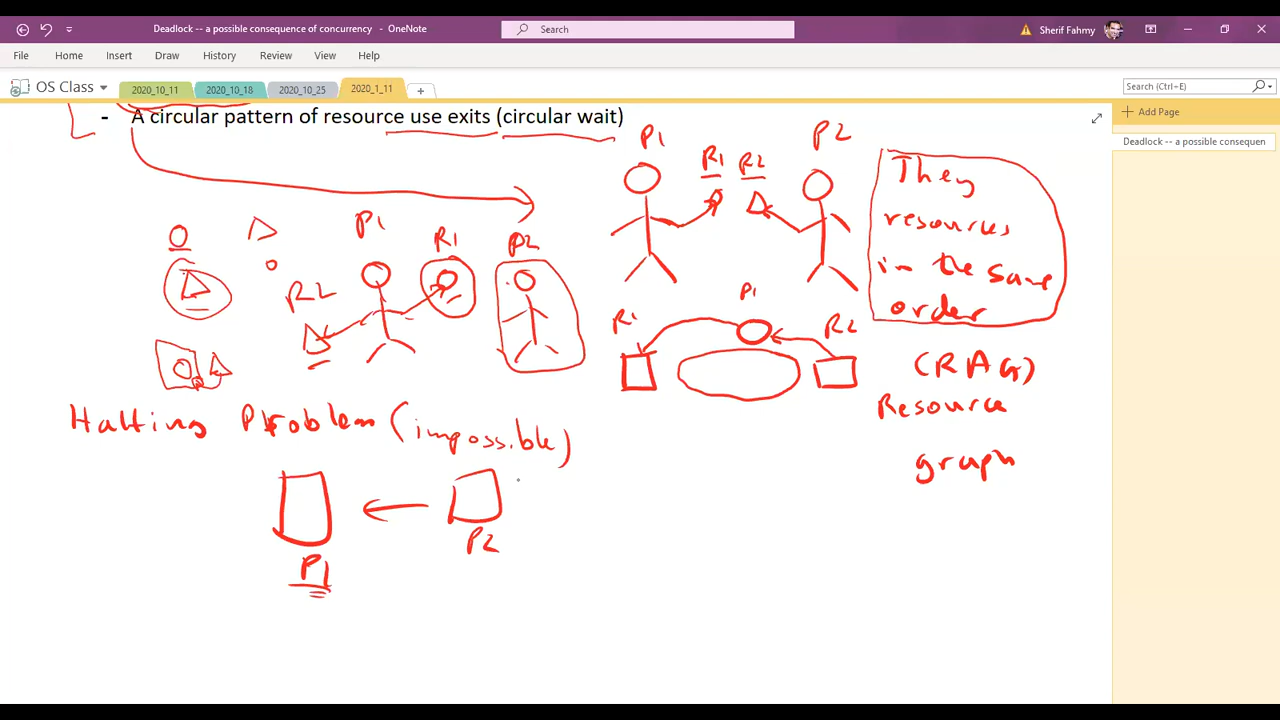 Deadlock -- a possible consequence of concurrency - OneNote
Search
Sherif Fahmy
File Home Insert Draw History Review View Help
OS Class
2020_10_11 2020_10_18 2020_10_25 2020_1_11
Search (Ctrl+E)
Add Page
Deadlock -- a possible consequen
- A circular pattern of resource use exits (circular wait)
P1 P2
R1 R2
They
resources
in the same
order
P1 R1 P2
R2
P1
R1 R2
(RAG)
Resource
graph
Halting Problem (impossible)
P2
P1